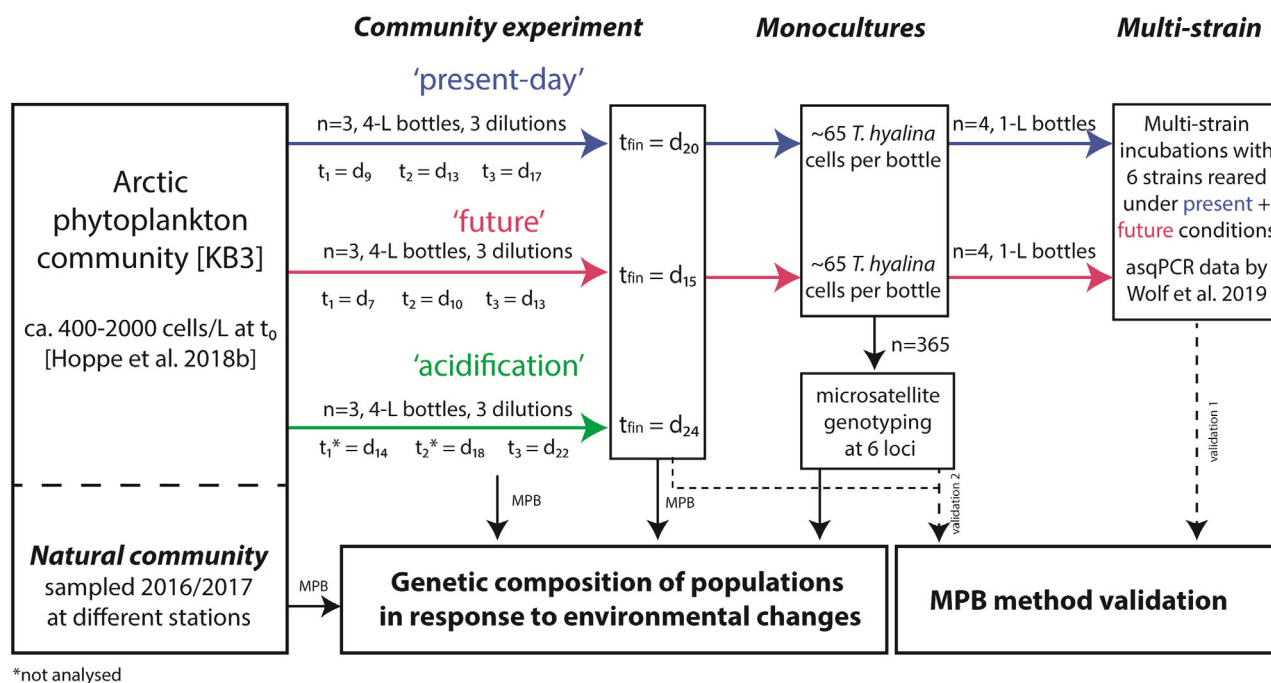 Community experiment
Monocultures
Multi-strain
Arctic
phytoplankton
community [KB3]
ca. 400-2000 cells/L at t0
[Hoppe et al. 2018b]
Natural community
sampled 2016/2017
at different stations
*not analysed
'present-day'
n=3, 4-L bottles, 3 dilutions
t1 = d9 t2 = d13 t3 = d17
'future'
n=3, 4-L bottles, 3 dilutions
t1 = d7 t2 = d10 t3 = d13
'acidification'
n=3, 4-L bottles, 3 dilutions
t1* = d14 t2* = d18 t3 = d22
tfin = d20
tfin = d15
tfin = d24
~65 T. hyalina
cells per bottle
~65 T. hyalina
cells per bottle
n=365
microsatellite
genotyping
at 6 loci
n=4, 1-L bottles
n=4, 1-L bottles
Multi-strain
incubations with
6 strains reared
under present +
future conditions
asqPCR data by
Wolf et al. 2019
validation 1
validation 2
MPB
MPB
MPB
Genetic composition of populations
in response to environmental changes
MPB method validation